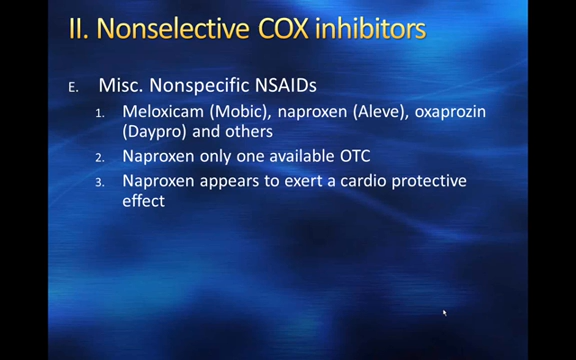 II. Nonselective COX inhibitors
E. Misc. Nonspecific NSAIDs
1. Meloxicam (Mobic), naproxen (Aleve), oxaprozin
(Daypro) and others
2. Naproxen only one available OTC
3. Naproxen appears to exert a cardio protective
effect